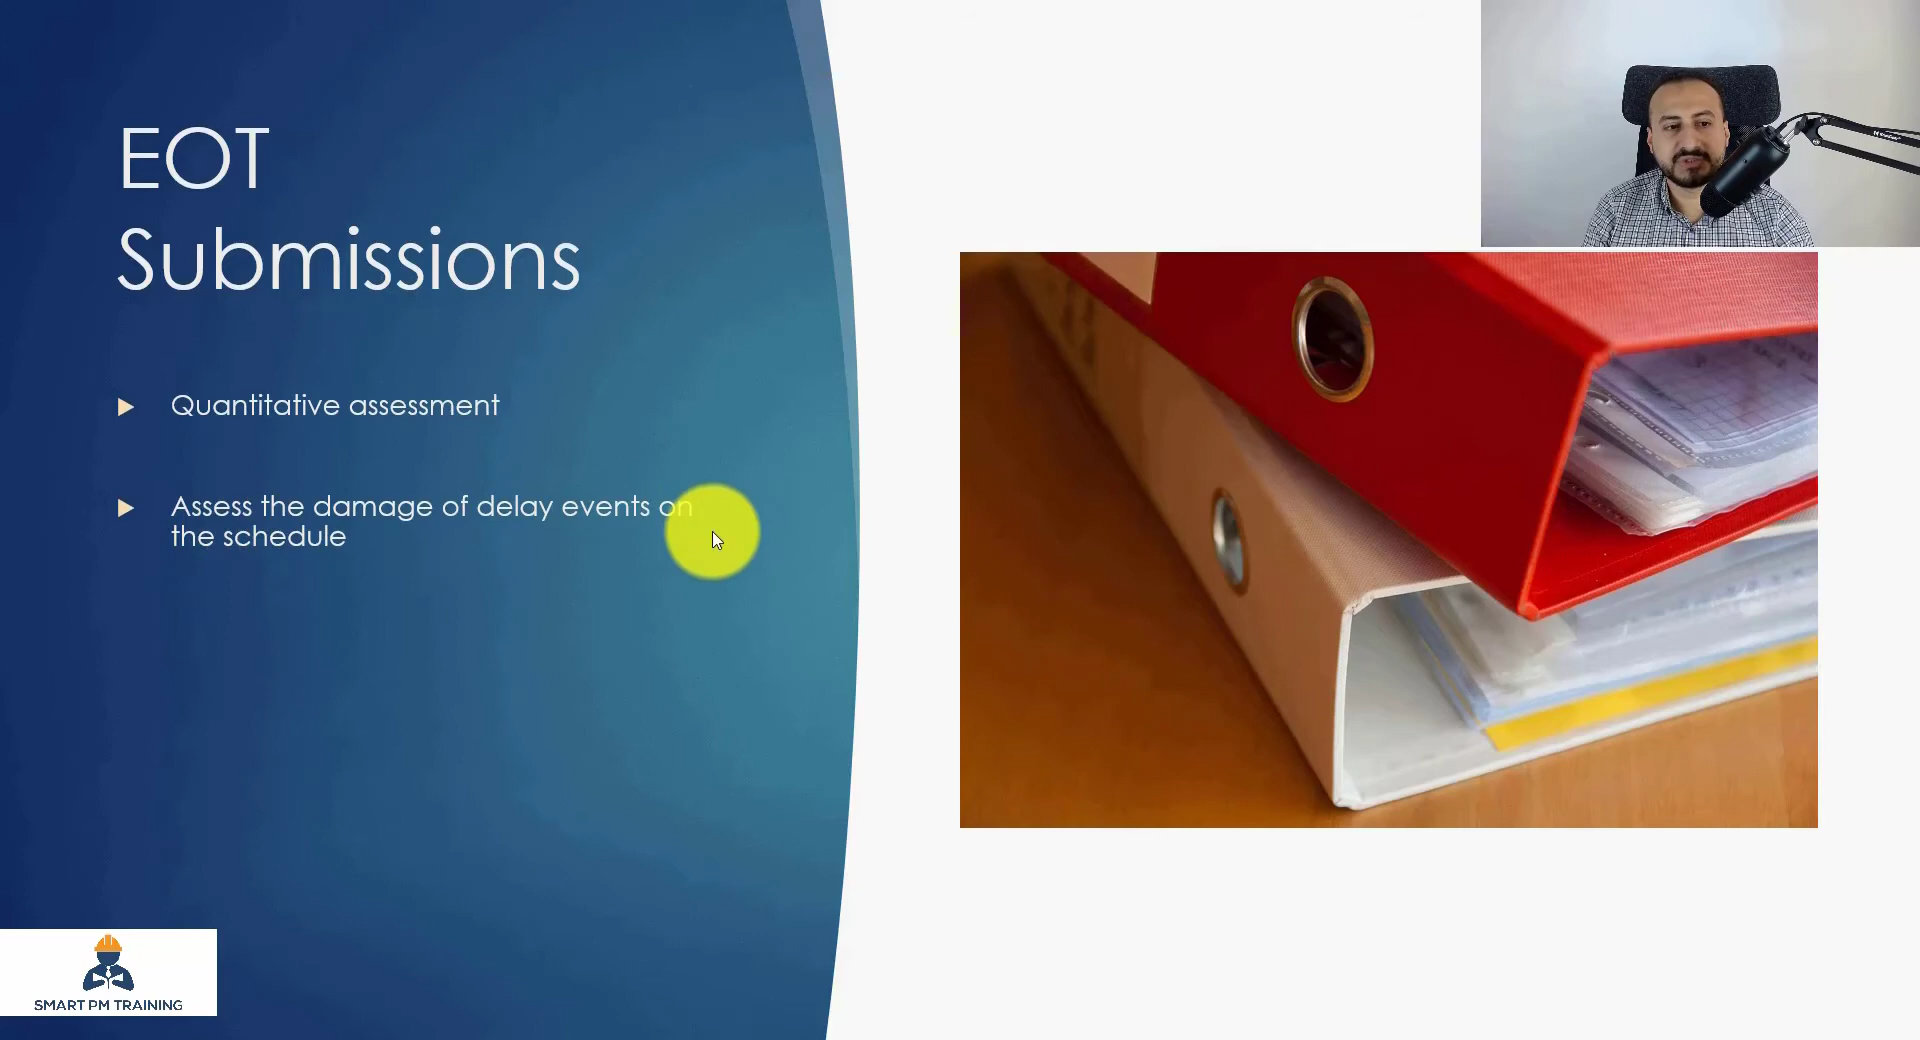 EOT
Submissions
Quantitative assessment
Assess the damage of delay events on
the schedule
SMART PM TRAINING